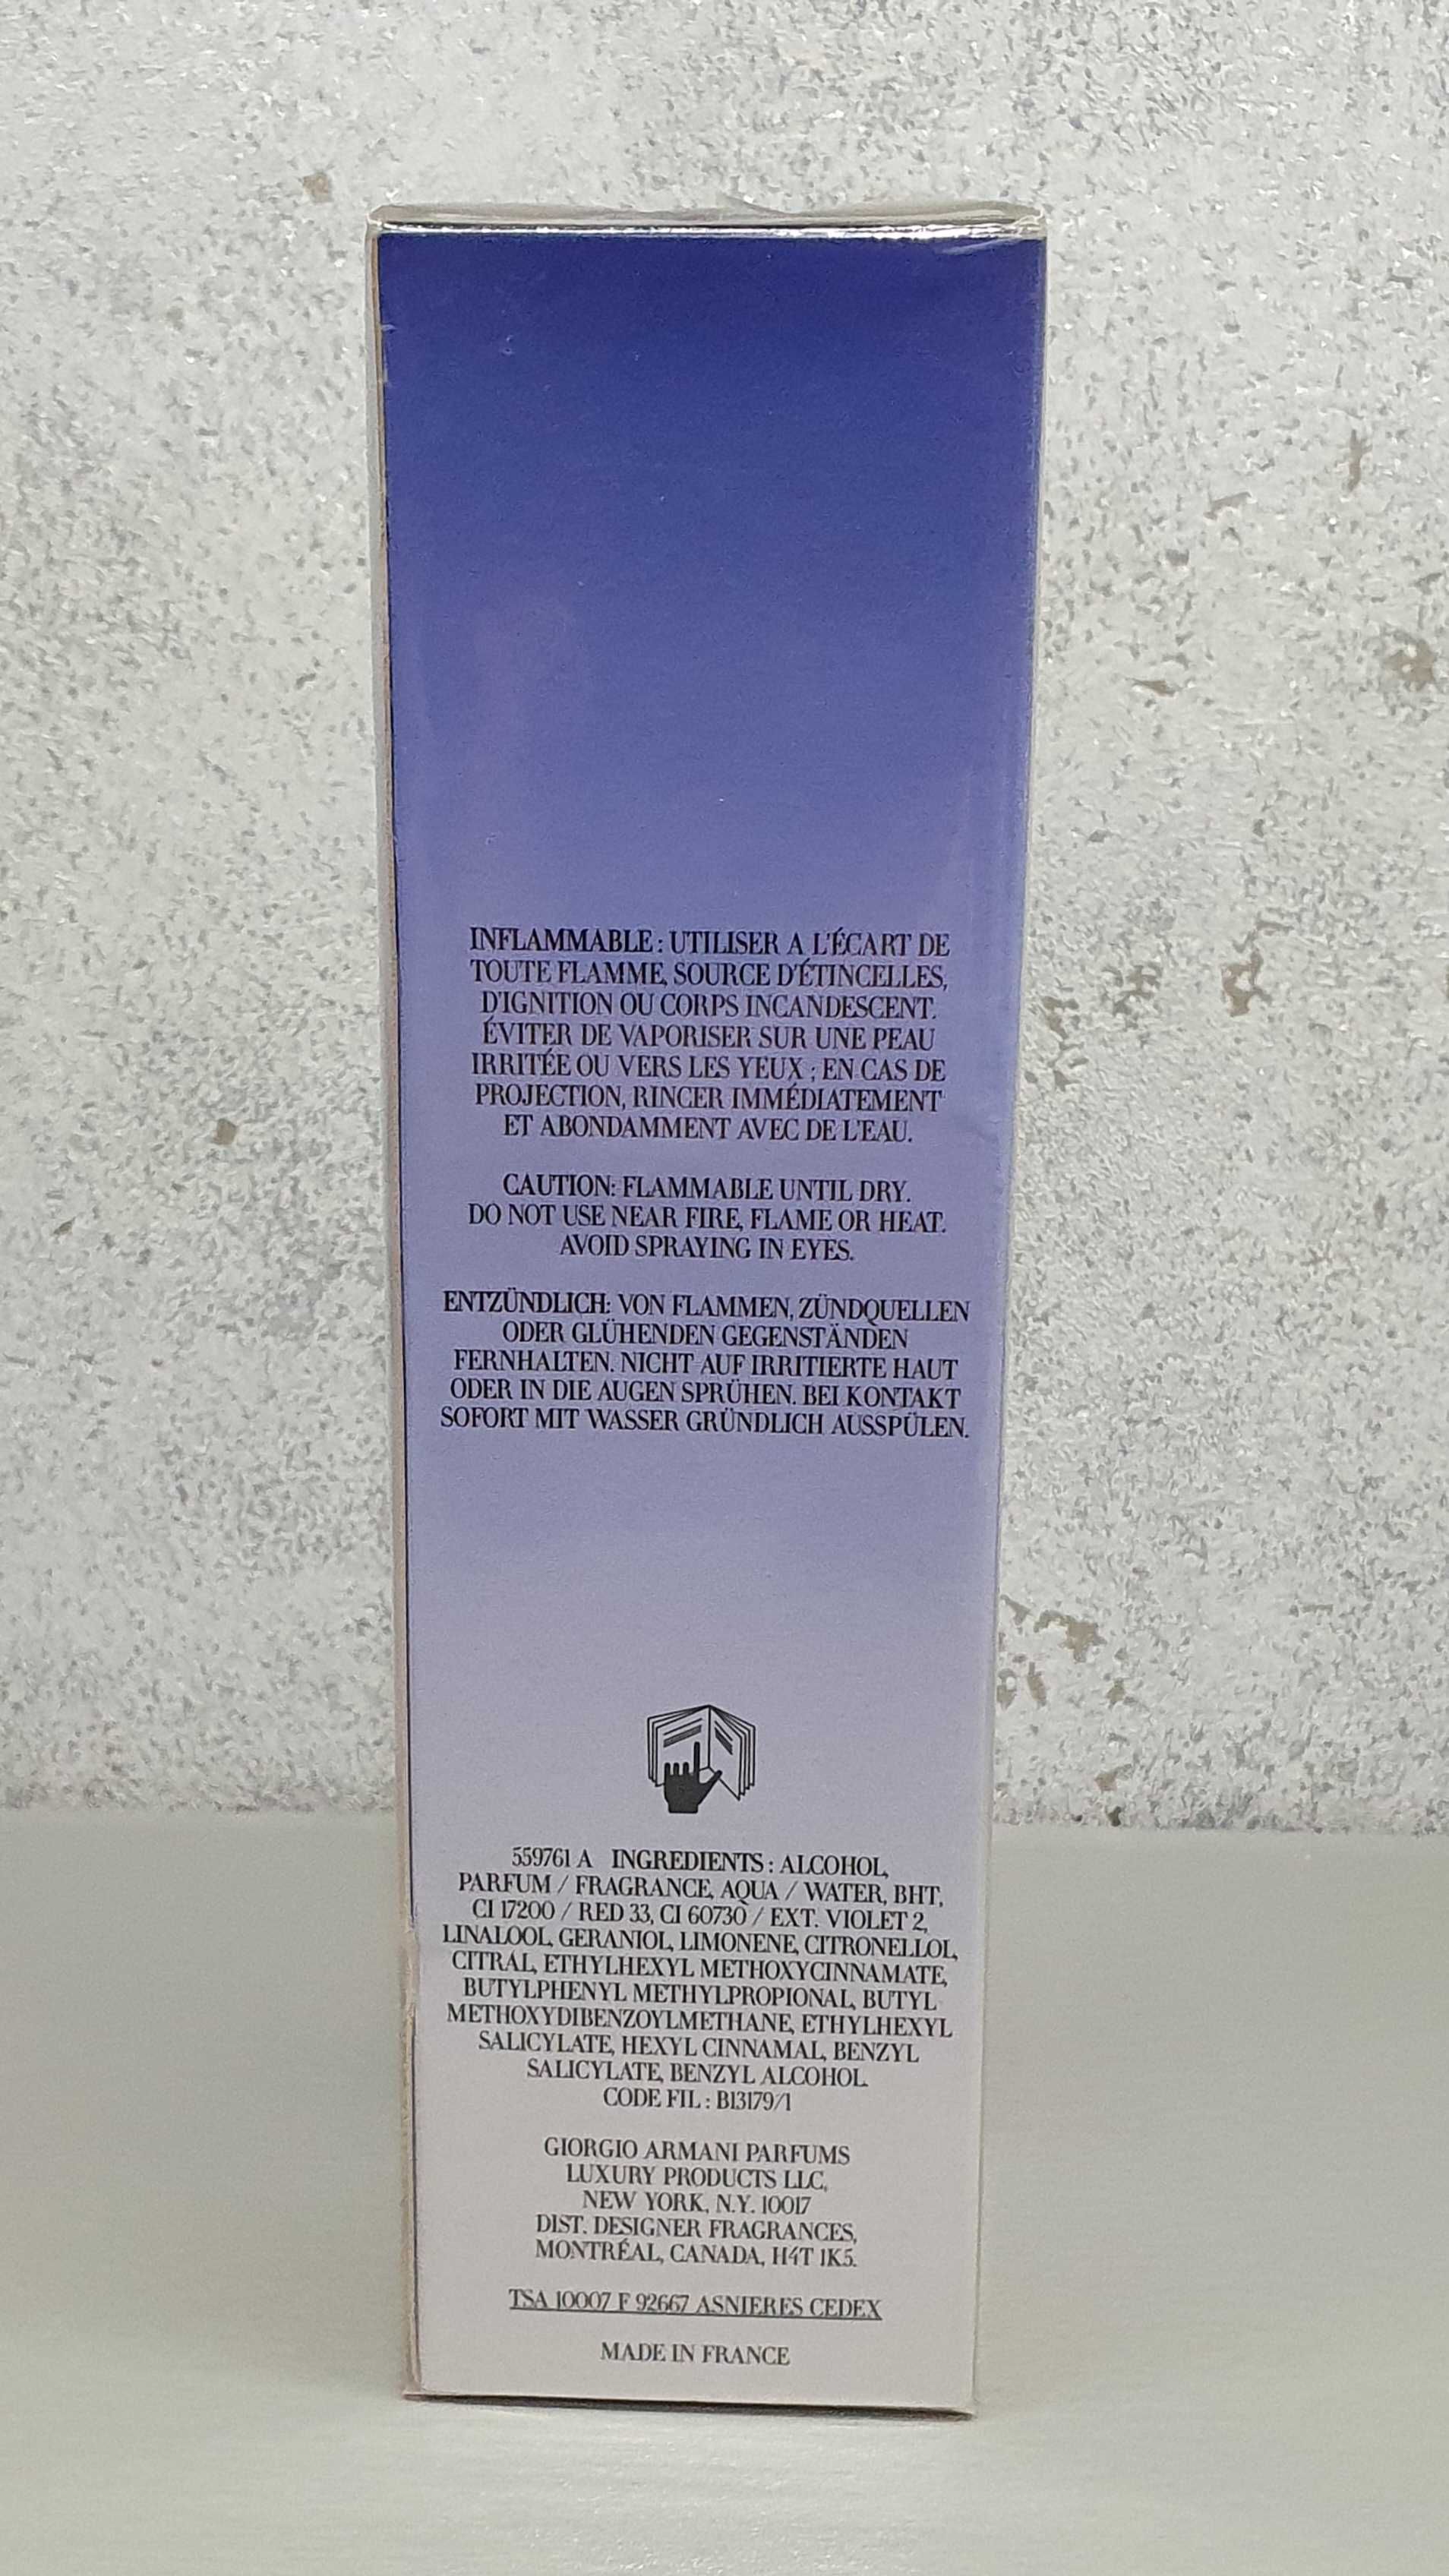 INFLAMMABLE : UTILISER A L'ÉCART DE
TOUTE FLAMME, SOURCE D'ÉTINCELLES,
D'IGNITION OU CORPS INCANDESCENT.
ÉVITER DE VAPORISER SUR UNE PEAU
IRRITÉE OU VERS LES YEUX ; EN CAS DE
PROJECTION, RINCER IMMÉDIATEMENT
ET ABONDAMMENT AVEC DE L'EAU.
CAUTION: FLAMMABLE UNTIL DRY.
DO NOT USE NEAR FIRE, FLAME OR HEAT.
AVOID SPRAYING IN EYES.
ENTZÜNDLICH: VON FLAMMEN, ZÜNDQUELLEN
ODER GLÜHENDEN GEGENSTÄNDEN
FERNHALTEN. NICHT AUF IRRITIERTE HAUT
ODER IN DIE AUGEN SPRÜHEN. BEI KONTAKT
SOFORT MIT WASSER GRÜNDLICH AUSSPÜLEN.
559761 A INGREDIENTS : ALCOHOL,
PARFUM / FRAGRANCE, AQUA / WATER, BHT,
CI 17200 / RED 33, CI 60730 / EXT. VIOLET 2,
LINALOOL, GERANIOL, LIMONENE, CITRONELLOL,
CITRAL, ETHYLHEXYL METHOXYCINNAMATE,
BUTYLPHENYL METHYLPROPIONAL, BUTYL
METHOXYDIBENZOYLMETHANE, ETHYLHEXYL
SALICYLATE, HEXYL CINNAMAL, BENZYL
SALICYLATE, BENZYL ALCOHOL
CODE FIL : B13179/1
GIORGIO ARMANI PARFUMS
LUXURY PRODUCTS LLC,
NEW YORK, N.Y. 10017
DIST. DESIGNER FRAGRANCES,
MONTRÉAL, CANADA, H4T 1K5.
TSA 10007 F 92667 ASNIERES CEDEX
MADE IN FRANCE